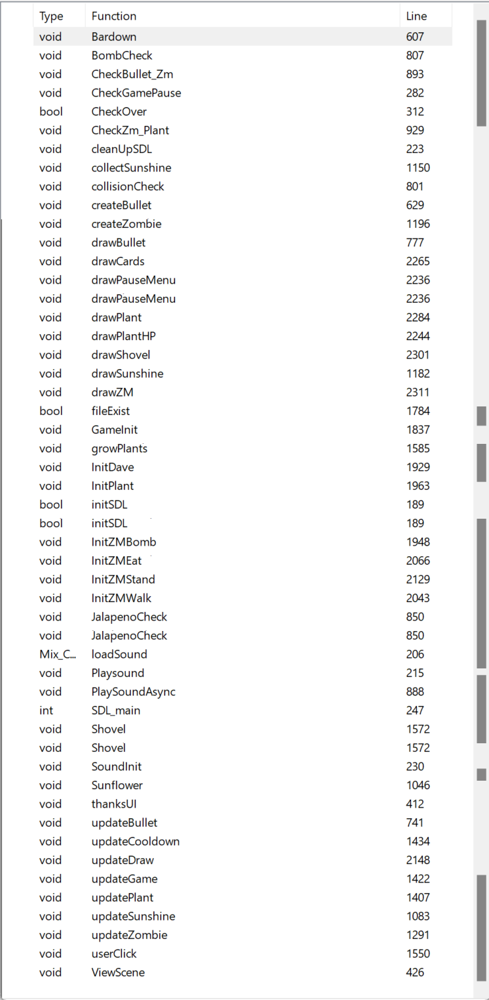 Type Function Line
void Bardown 607
void BombCheck 807
void CheckBullet_Zm 893
void CheckGamePause 282
bool CheckOver 312
void CheckZm_Plant 929
void cleanUpSDL 223
void collectSunshine 1150
void collisionCheck 801
void createBullet 629
void createZombie 1196
void drawBullet 777
void drawCards 2265
void drawPauseMenu 2236
void drawPauseMenu 2236
void drawPlant 2284
void drawPlantHP 2244
void drawShovel 2301
void drawSunshine 1182
void drawZM 2311
bool fileExist 1784
void GameInit 1837
void growPlants 1585
void InitDave 1929
void InitPlant 1963
bool initSDL 189
bool initSDL 189
void InitZMBomb 1948
void InitZMEat 2066
void InitZMStand 2129
void InitZMWalk 2043
void JalapenoCheck 850
void JalapenoCheck 850
Mix_C... loadSound 206
void Playsound 215
void PlaySoundAsync 888
int SDL_main 247
void Shovel 1572
void Shovel 1572
void SoundInit 230
void Sunflower 1046
void thanksUI 412
void updateBullet 741
void updateCooldown 1434
void updateDraw 2148
void updateGame 1422
void updatePlant 1407
void updateSunshine 1083
void updateZombie 1291
void userClick 1550
void ViewScene 426